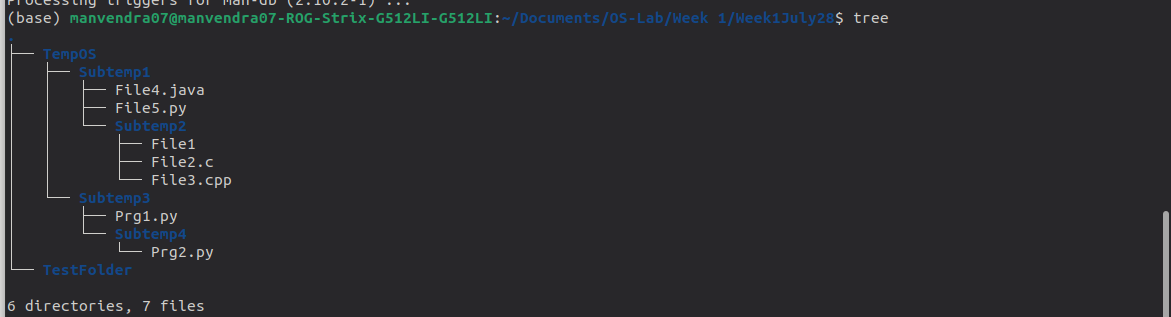 Processing triggers for man-db (2.10.2-1) ...
(base) manvendra07@manvendra07-ROG-Strix-G512LI-G512LI:~/Documents/OS-Lab/Week 1/Week1July28$ tree
.
├── TempOS
│   ├── Subtemp1
│   │   ├── File4.java
│   │   ├── File5.py
│   │   └── Subtemp2
│   │       ├── File1
│   │       ├── File2.c
│   │       └── File3.cpp
│   └── Subtemp3
│       ├── Prg1.py
│       └── Subtemp4
│           └── Prg2.py
└── TestFolder
6 directories, 7 files